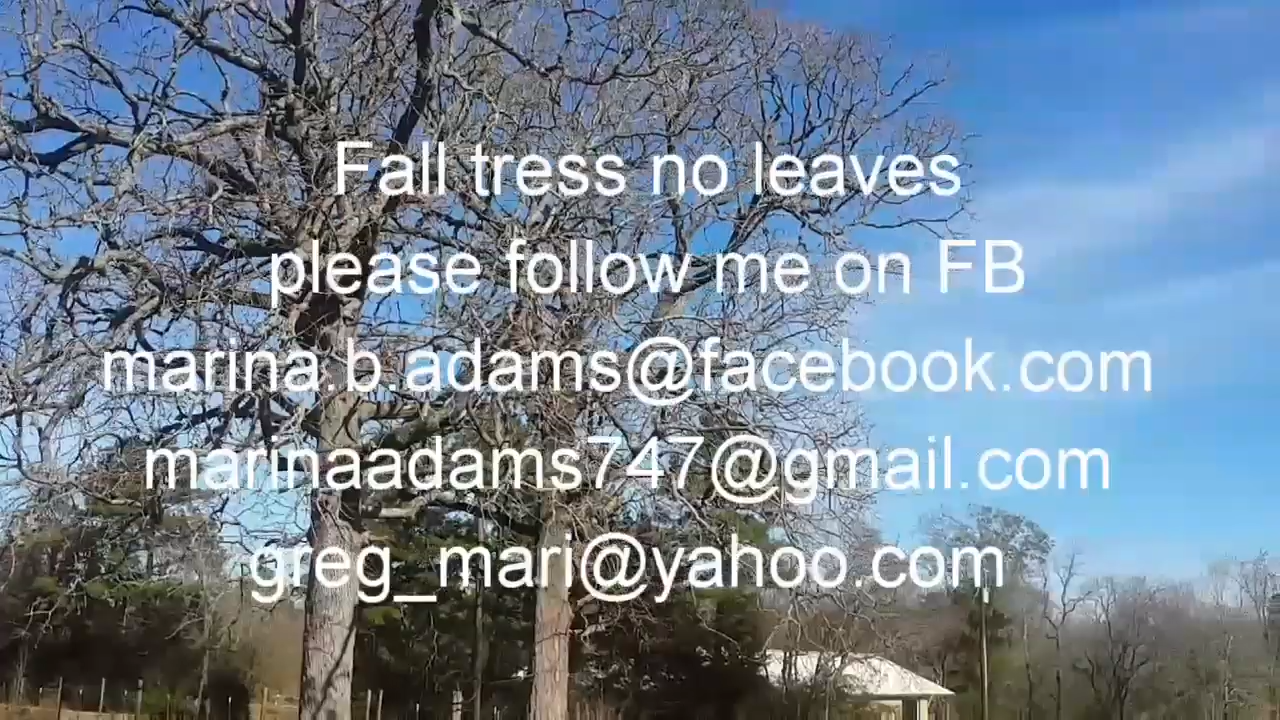 Fall tress no leaves
please follow me on FB
marina.b.adams@facebook.com
marinaadams747@gmail.com
greg_mari@yahoo.com